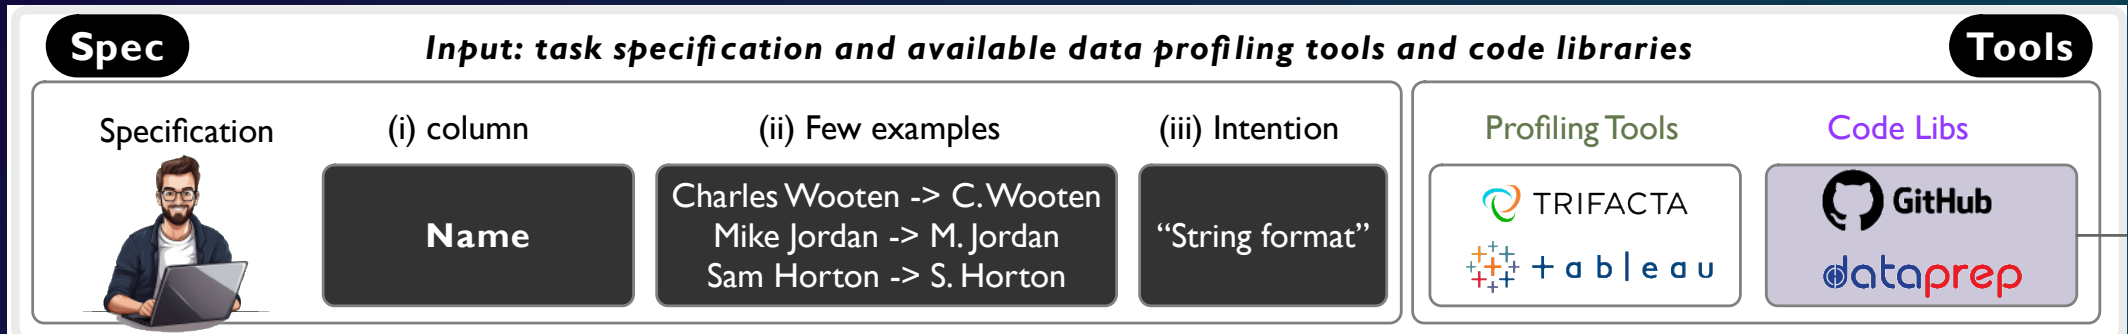 Spec
Input: task specification and available data profiling tools and code libraries
Tools
Specification
(i) column
(ii) Few examples
(iii) Intention
Profiling Tools
Code Libs
Name
Charles Wooten -> C. Wooten
Mike Jordan -> M. Jordan
Sam Horton -> S. Horton
“String format”
TRIFACTA
+ableau
GitHub
dataprep